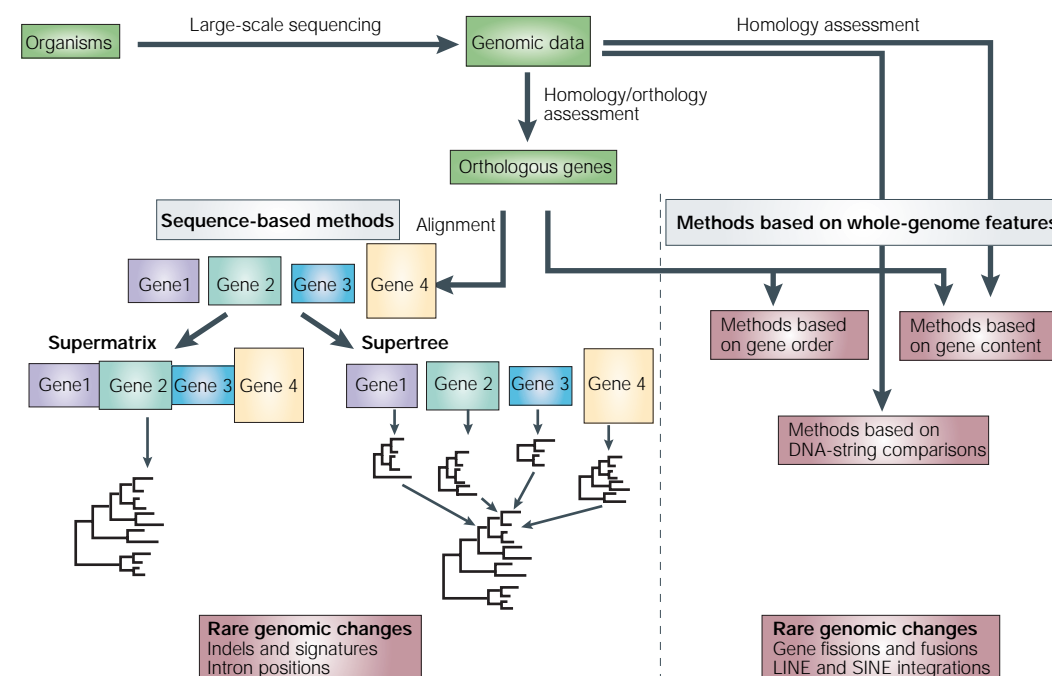 Large-scale sequencing
Homology assessment
Organisms
Genomic data
Homology/orthology
assessment
Orthologous genes
Sequence-based methods
Alignment
Methods based on whole-genome features
Gene1
Gene 2
Gene 3
Gene 4
Methods based
on gene order
Methods based
on gene content
Supermatrix
Supertree
Gene1
Gene 2
Gene 3
Gene 4
Gene1
Gene 2
Gene 3
Gene 4
Methods based on
DNA-string comparisons
Rare genomic changes
Indels and signatures
Intron positions
Rare genomic changes
Gene fissions and fusions
LINE and SINE integrations